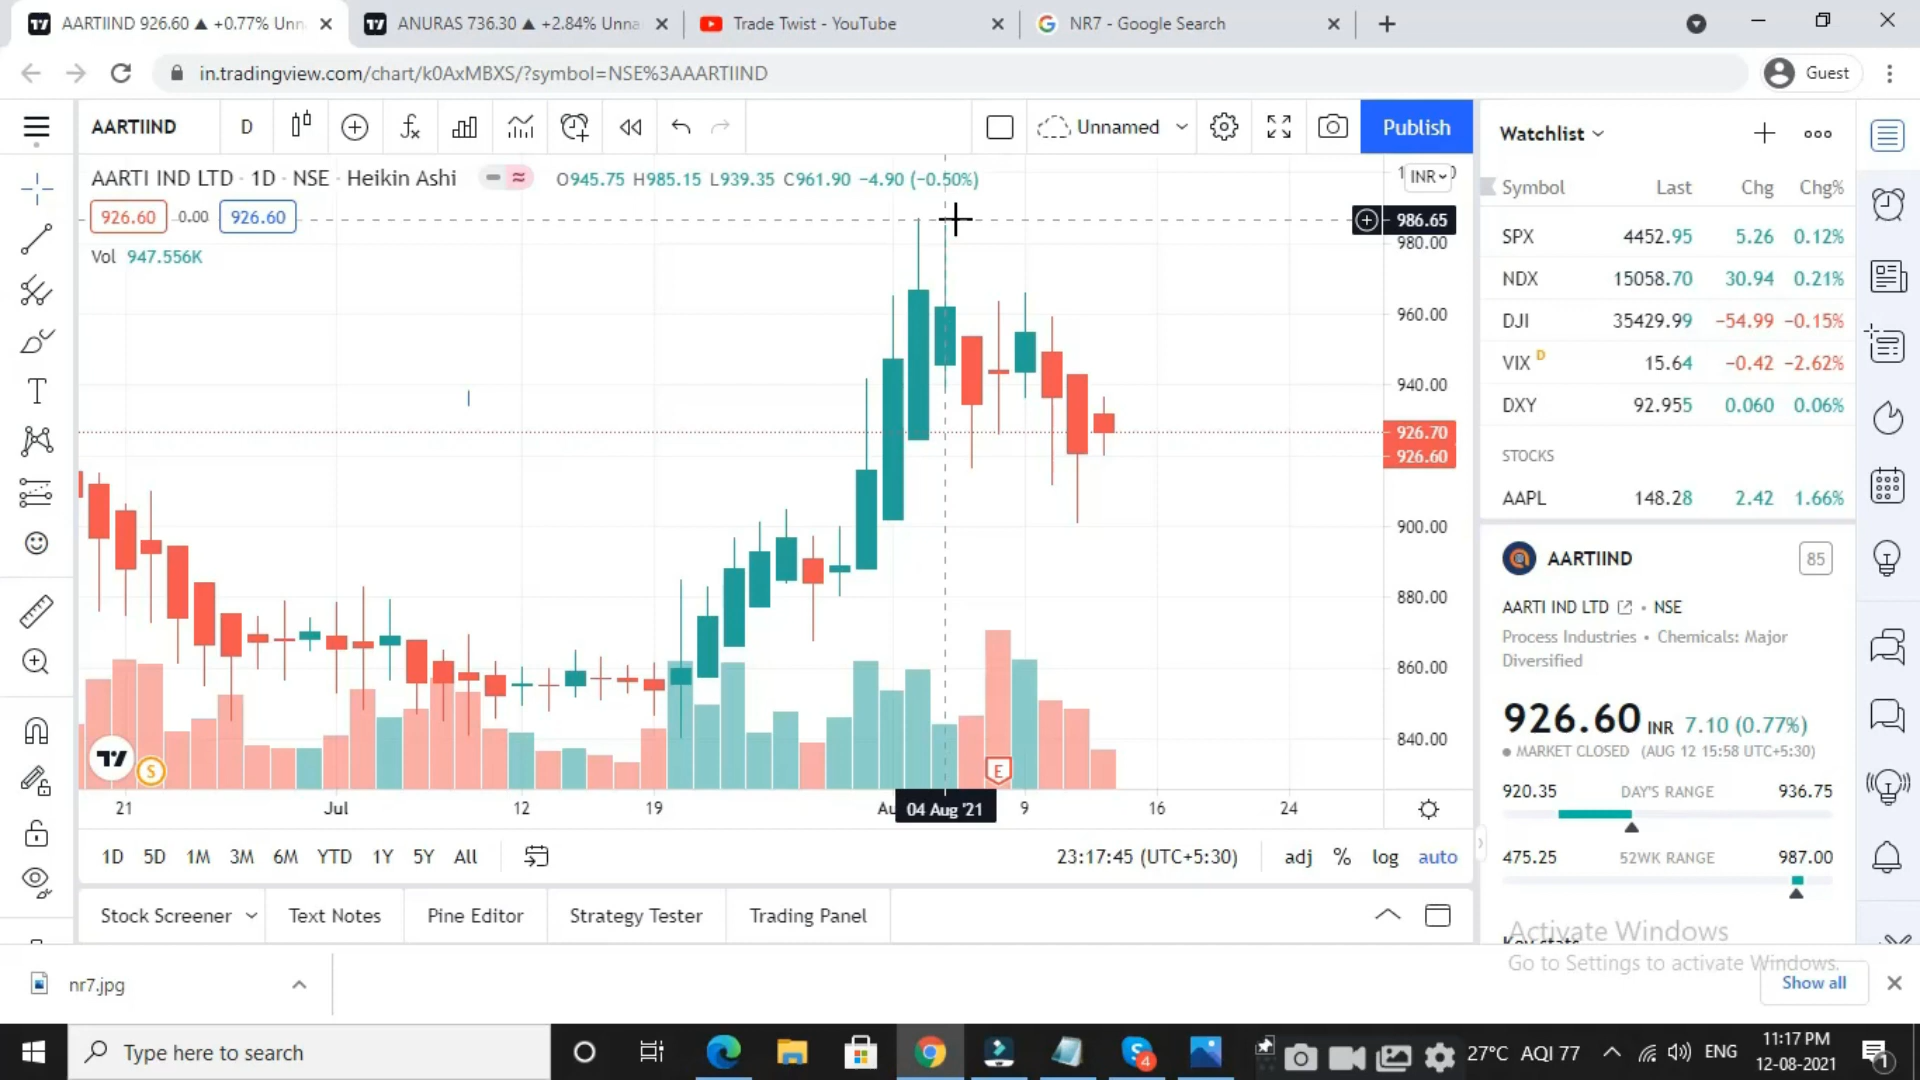 AARTIIND 926.60 ▲ +0.77% Unn
ANURAS 736.30 ▲ +2.84% Unna
Trade Twist - YouTube
NR7 - Google Search
in.tradingview.com/chart/k0AxMBXS/?symbol=NSE%3AAARTIIND
Guest
AARTIIND D
Unnamed
Publish
AARTI IND LTD · 1D · NSE · Heikin Ashi
O945.75 H985.15 L939.35 C961.90 −4.90 (−0.50%)
INR
926.60 0.00 926.60
Vol 947.556K
986.65
980.00
960.00
940.00
926.70
926.60
900.00
880.00
860.00
840.00
S
E
21 Jul 12 19 Au 04 Aug '21 9 16 24
1D 5D 1M 3M 6M YTD 1Y 5Y All
23:17:45 (UTC+5:30) adj % log auto
Stock Screener Text Notes Pine Editor Strategy Tester Trading Panel
Watchlist
Symbol Last Chg Chg%
SPX 4452.95 5.26 0.12%
NDX 15058.70 30.94 0.21%
DJI 35429.99 −54.99 −0.15%
VIX D 15.64 −0.42 −2.62%
DXY 92.955 0.060 0.06%
STOCKS
AAPL 148.28 2.42 1.66%
AARTIIND 85
AARTI IND LTD • NSE
Process Industries • Chemicals: Major
Diversified
926.60 INR 7.10 (0.77%)
● MARKET CLOSED (AUG 12 15:58 UTC+5:30)
920.35 DAY'S RANGE 936.75
475.25 52WK RANGE 987.00
Key stats
Activate Windows
Go to Settings to activate Windows.
nr7.jpg
Show all
Type here to search
4
27°C AQI 77
ENG
11:17 PM
12-08-2021
1